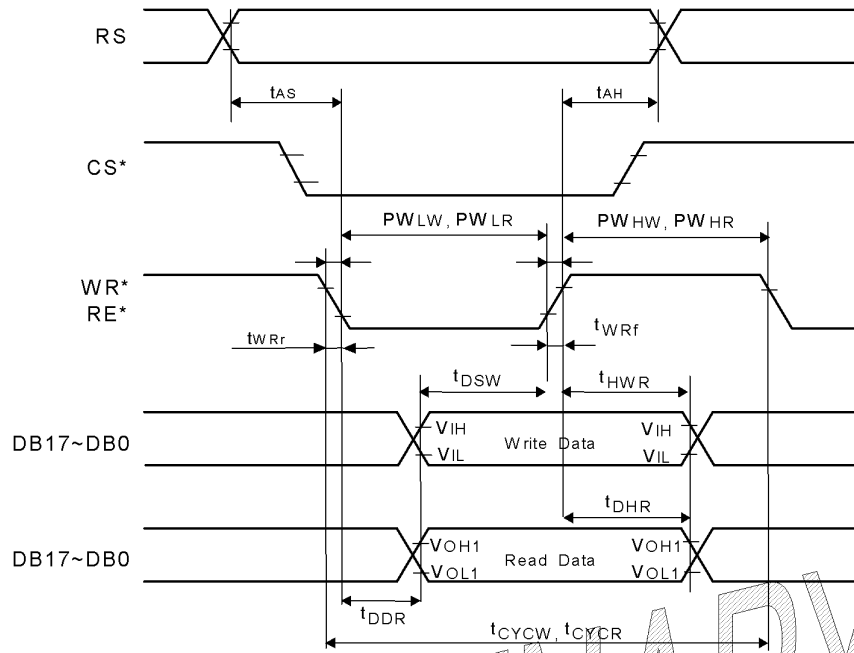 RS
tAS
tAH
CS*
PWLW, PWLR
PWHW, PWHR
WR*
RE*
tWRr
tWRf
tDSW
tHWR
DB17~DB0
VIH
VIL
Write Data
VIH
VIL
tDHR
DB17~DB0
VOH1
VOL1
Read Data
VOH1
VOL1
tDDR
tCYCW, tCYCR